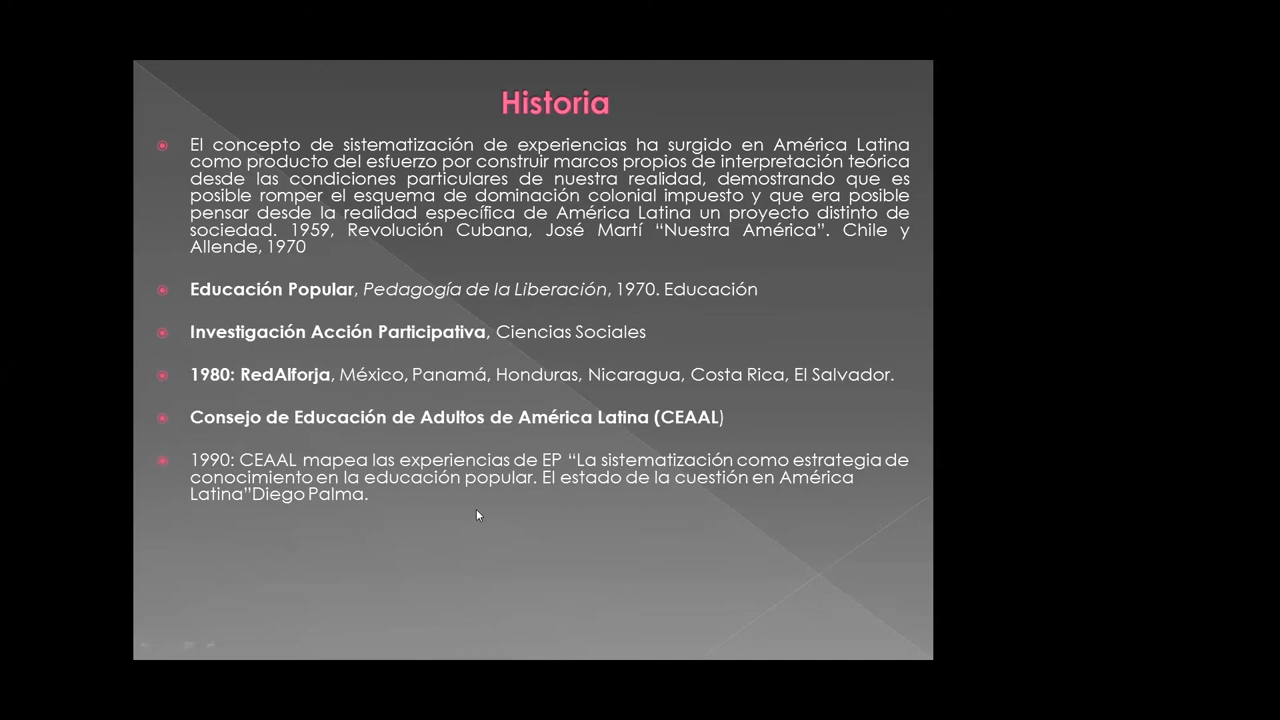 Historia
El concepto de sistematización de experiencias ha surgido en América Latina
como producto del esfuerzo por construir marcos propios de interpretación teórica
desde las condiciones particulares de nuestra realidad, demostrando que es
posible romper el esquema de dominación colonial impuesto y que era posible
pensar desde la realidad específica de América Latina un proyecto distinto de
sociedad. 1959, Revolución Cubana, José Martí “Nuestra América”. Chile y
Allende, 1970
Educación Popular, Pedagogía de la Liberación, 1970. Educación
Investigación Acción Participativa, Ciencias Sociales
1980: RedAlforja, México, Panamá, Honduras, Nicaragua, Costa Rica, El Salvador.
Consejo de Educación de Adultos de América Latina (CEAAL)
1990: CEAAL mapea las experiencias de EP “La sistematización como estrategia de
conocimiento en la educación popular. El estado de la cuestión en América
Latina”Diego Palma.